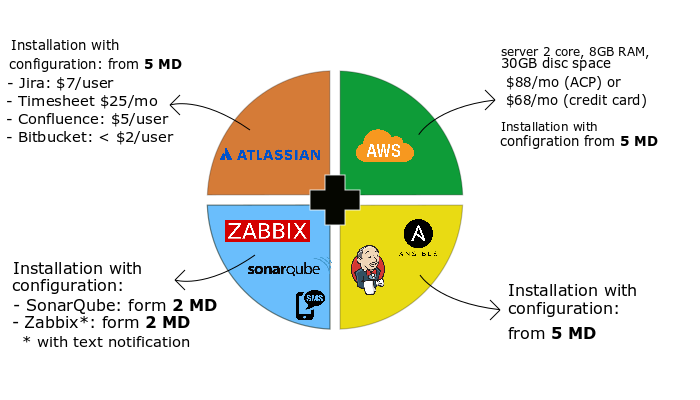 Installation with
configuration: from 5 MD
- Jira: $7/user
- Timesheet $25/mo
- Confluence: $5/user
- Bitbucket: < $2/user
ATLASSIAN
AWS
server 2 core, 8GB RAM,
30GB disc space
$88/mo (ACP) or
$68/mo (credit card)
Installation with
configration from 5 MD
ZABBIX
sonarqube
SMS
ANSIBLE
Installation with
configuration:
- SonarQube: form 2 MD
- Zabbix*: form 2 MD
* with text notification
Installation with
configuration:
from 5 MD